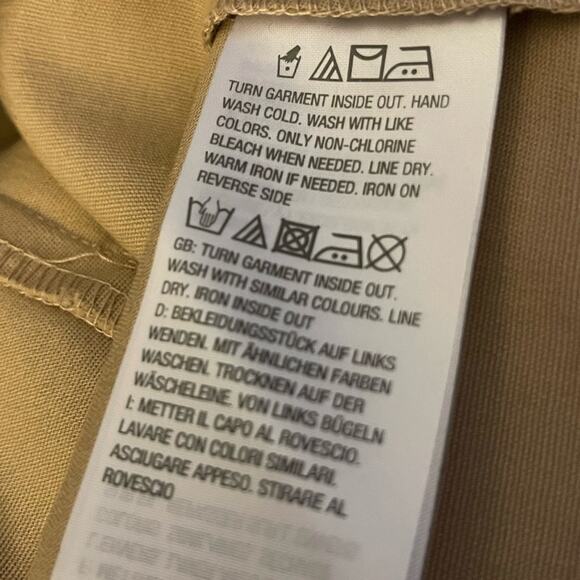 TURN GARMENT INSIDE OUT. HAND
WASH COLD. WASH WITH LIKE
COLORS. ONLY NON-CHLORINE
BLEACH WHEN NEEDED. LINE DRY.
WARM IRON IF NEEDED. IRON ON
REVERSE SIDE
GB: TURN GARMENT INSIDE OUT.
WASH WITH SIMILAR COLOURS. LINE
DRY. IRON INSIDE OUT
D: BEKLEIDUNGSSTÜCK AUF LINKS
WENDEN. MIT ÄHNLICHEN FARBEN
WASCHEN. TROCKNEN AUF DER
WÄSCHELEINE. VON LINKS BÜGELN
I: METTER IL CAPO AL ROVESCIO.
LAVARE CON COLORI SIMILARI.
ASCIUGARE APPESO. STIRARE AL
ROVESCIO